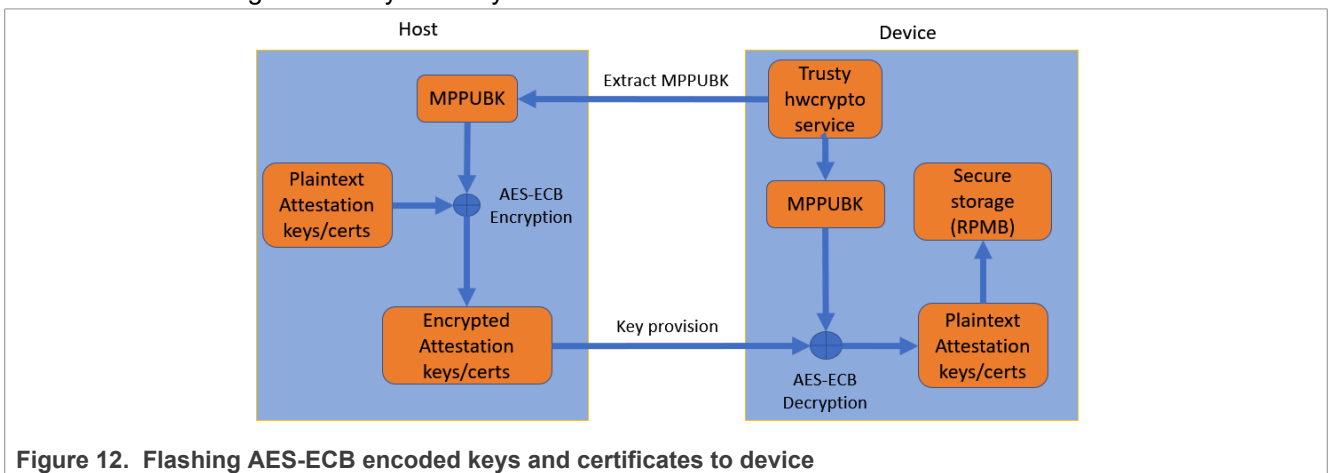 Host
Device
Extract MPPUBK
MPPUBK
Trusty
hwcrypto
service
Plaintext
Attestation
keys/certs
AES-ECB
Encryption
MPPUBK
Secure
storage
(RPMB)
Encrypted
Attestation
keys/certs
Key provision
AES-ECB
Decryption
Plaintext
Attestation
keys/certs
Figure 12. Flashing AES-ECB encoded keys and certificates to device